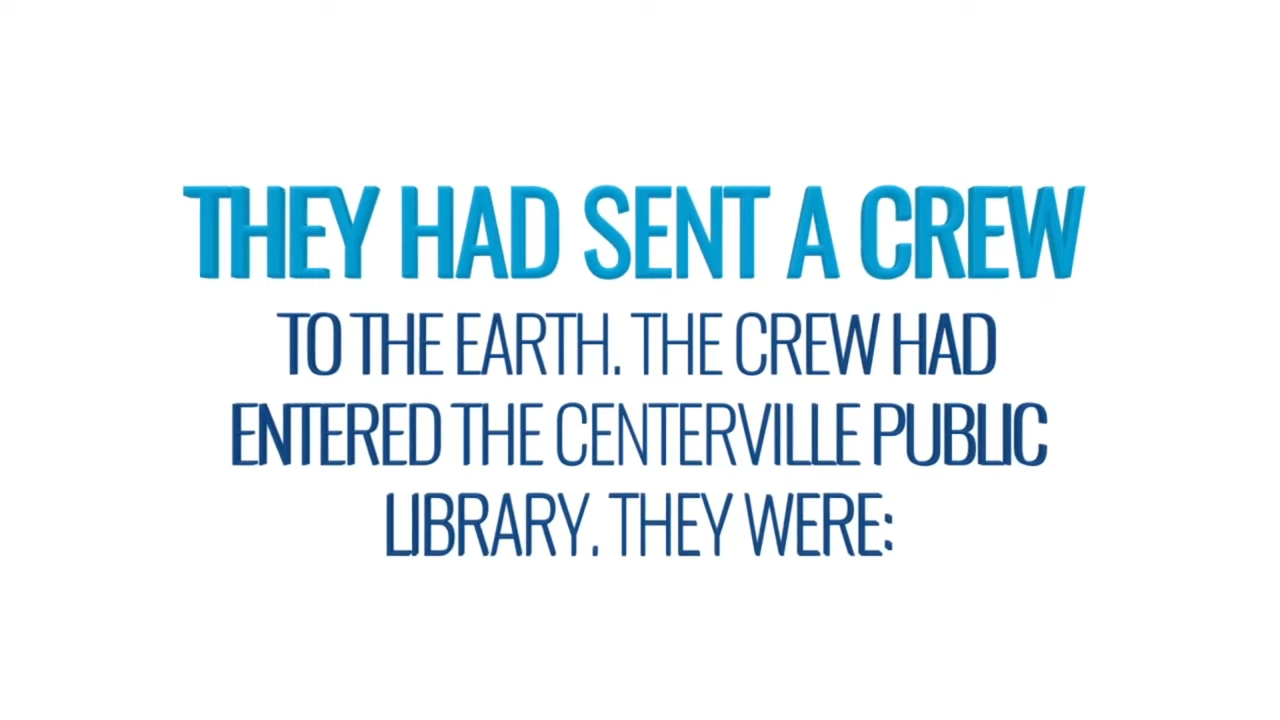 THEY HAD SENT A CREW
TO THE EARTH. THE CREW HAD
ENTERED THE CENTERVILLE PUBLIC
LIBRARY. THEY WERE: